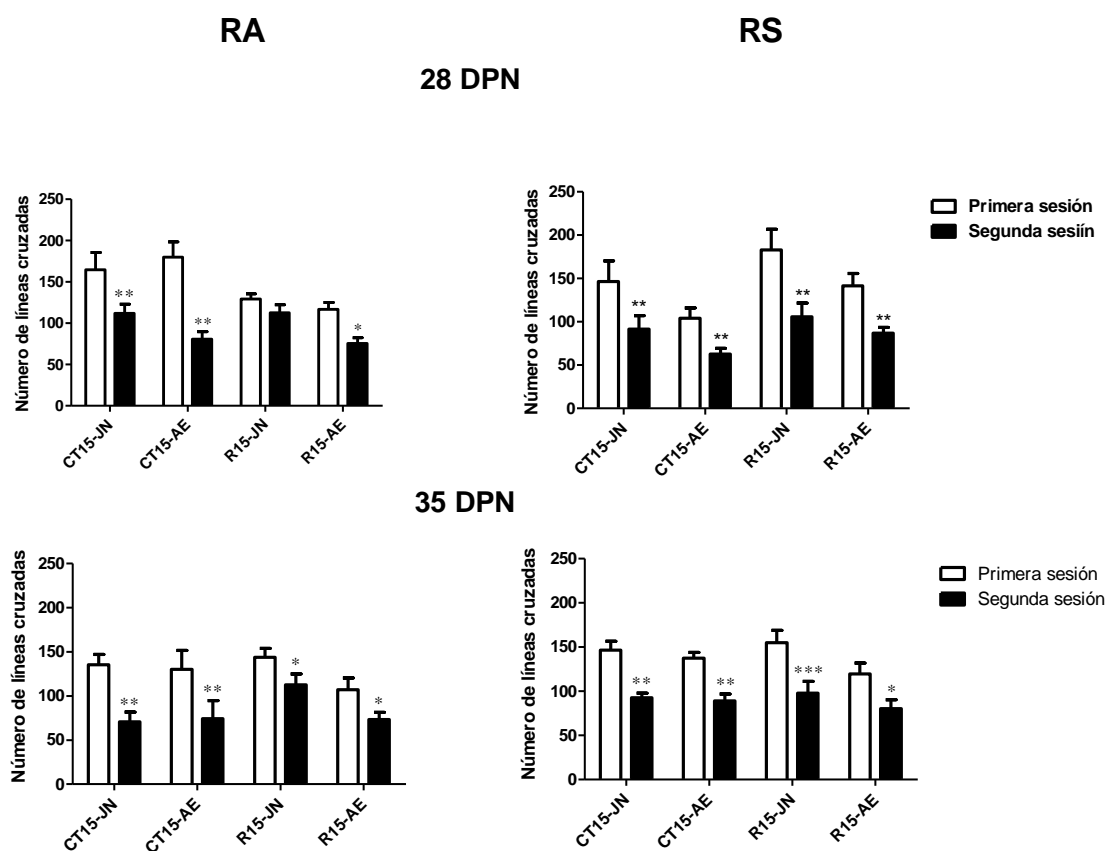 RA
RS
28 DPN
Número de líneas cruzadas
250
200
150
100
50
0
**
**
*
CT15-JN
CT15-AE
R15-JN
R15-AE
Número de líneas cruzadas
250
200
150
100
50
0
**
**
**
**
CT15-JN
CT15-AE
R15-JN
R15-AE
Primera sesión
Segunda sesiín
35 DPN
Número de líneas cruzadas
250
200
150
100
50
0
**
**
*
*
CT15-JN
CT15-AE
R15-JN
R15-AE
Número de líneas cruzadas
250
200
150
100
50
0
**
**
***
*
CT15-JN
CT15-AE
R15-JN
R15-AE
Primera sesión
Segunda sesión